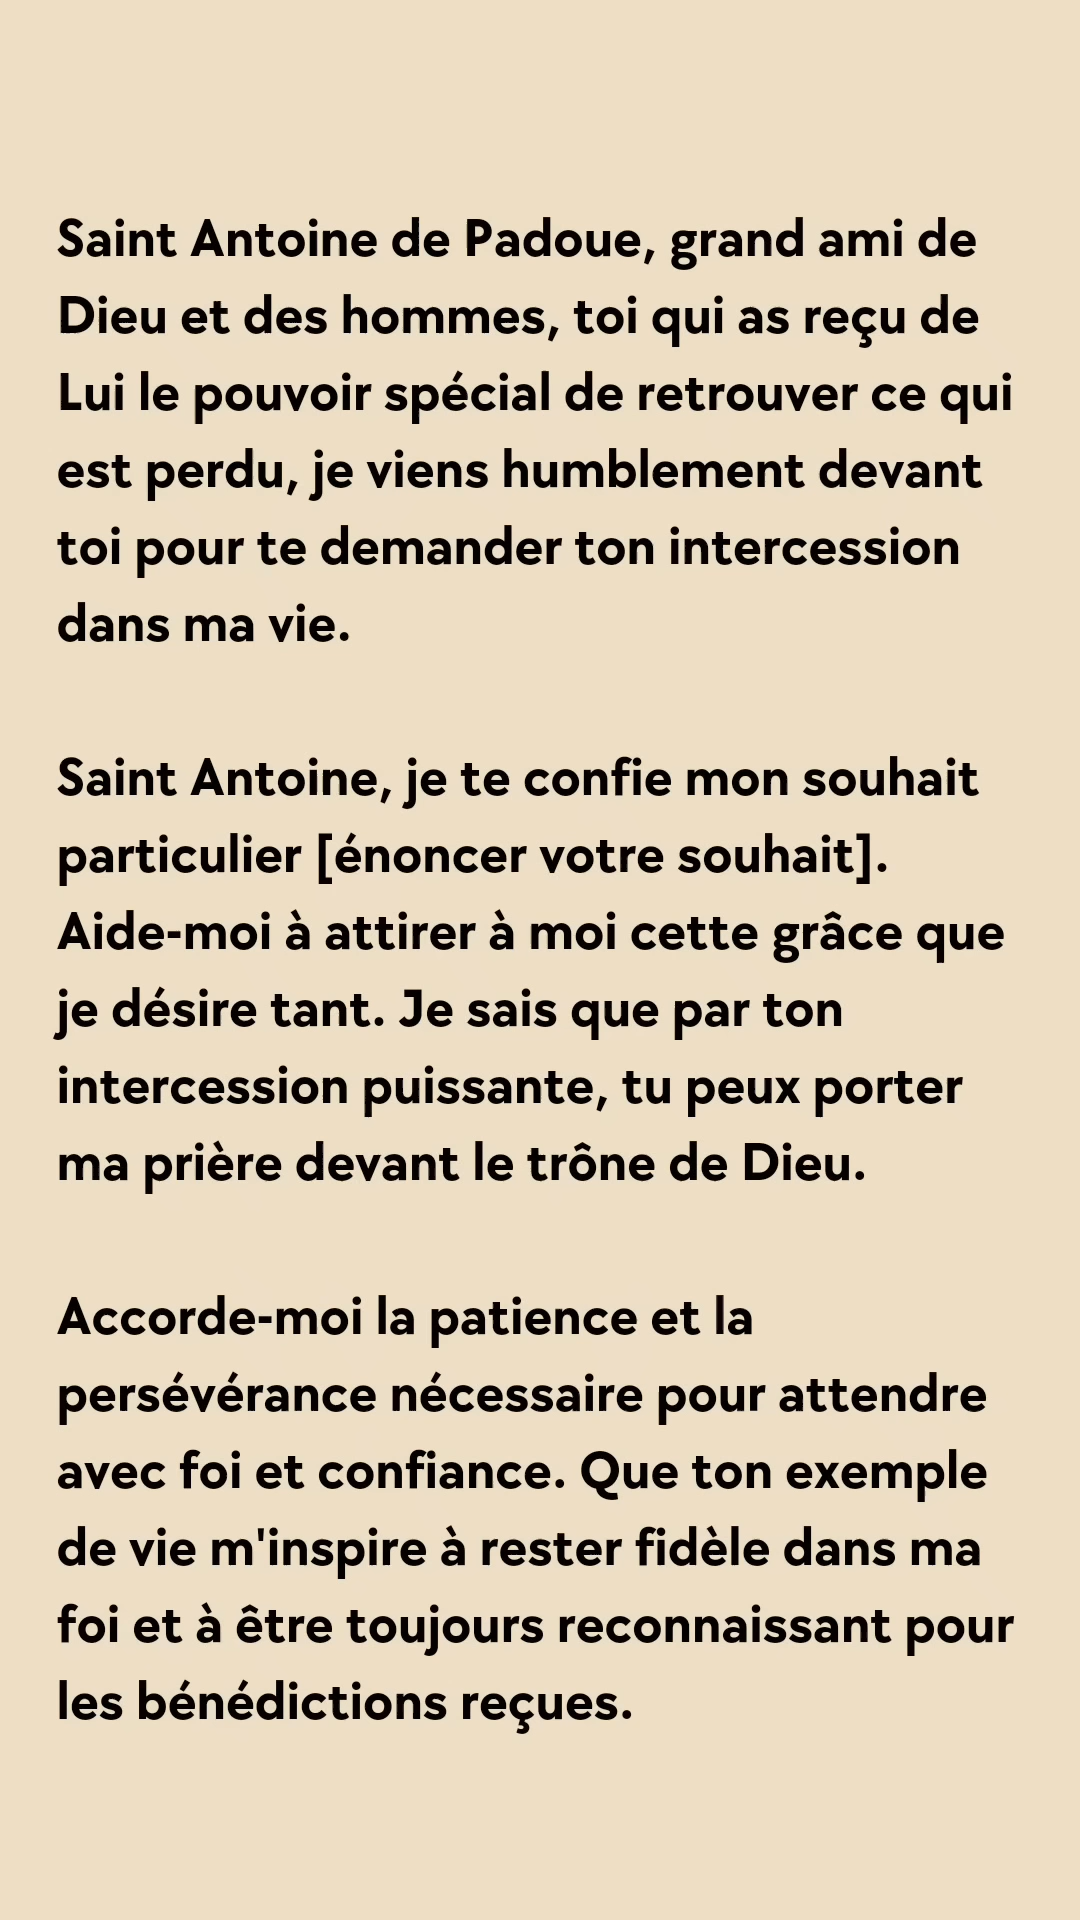 Saint Antoine de Padoue, grand ami de
Dieu et des hommes, toi qui as reçu de
Lui le pouvoir spécial de retrouver ce qui
est perdu, je viens humblement devant
toi pour te demander ton intercession
dans ma vie.
Saint Antoine, je te confie mon souhait
particulier [énoncer votre souhait].
Aide-moi à attirer à moi cette grâce que
je désire tant. Je sais que par ton
intercession puissante, tu peux porter
ma prière devant le trône de Dieu.
Accorde-moi la patience et la
persévérance nécessaire pour attendre
avec foi et confiance. Que ton exemple
de vie m'inspire à rester fidèle dans ma
foi et à être toujours reconnaissant pour
les bénédictions reçues.